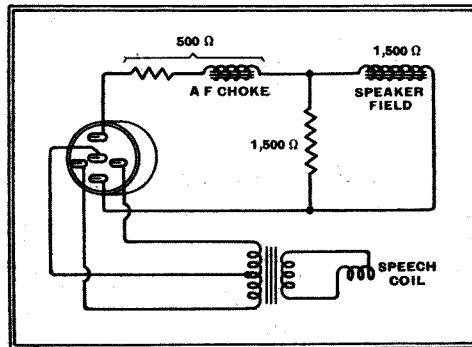 500 Ω
A F CHOKE
1,500 Ω
SPEAKER
FIELD
1,500 Ω
SPEECH
COIL